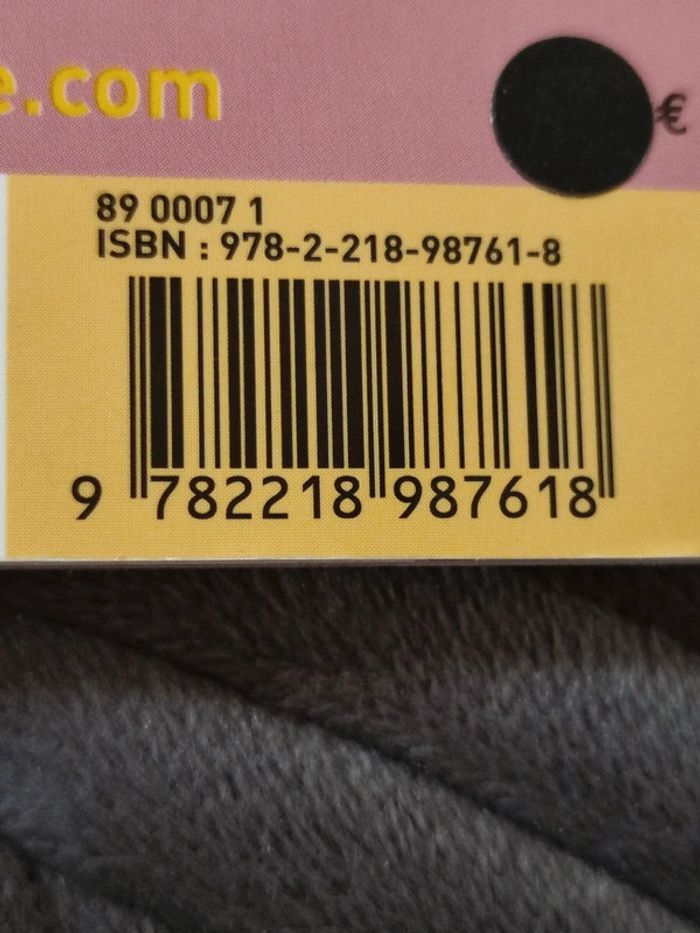 e.com
€
89 0007 1
ISBN : 978-2-218-98761-8
9 782218 987618